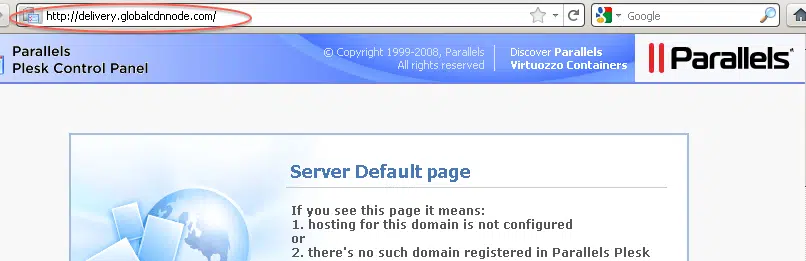 http://delivery.globalcdnnode.com/
Google
Parallels
Plesk Control Panel
© Copyright 1999-2008, Parallels
All rights reserved
Discover Parallels
Virtuozzo Containers
Parallels
Server Default page
If you see this page it means:
1. hosting for this domain is not configured
or
2. there's no such domain registered in Parallels Plesk